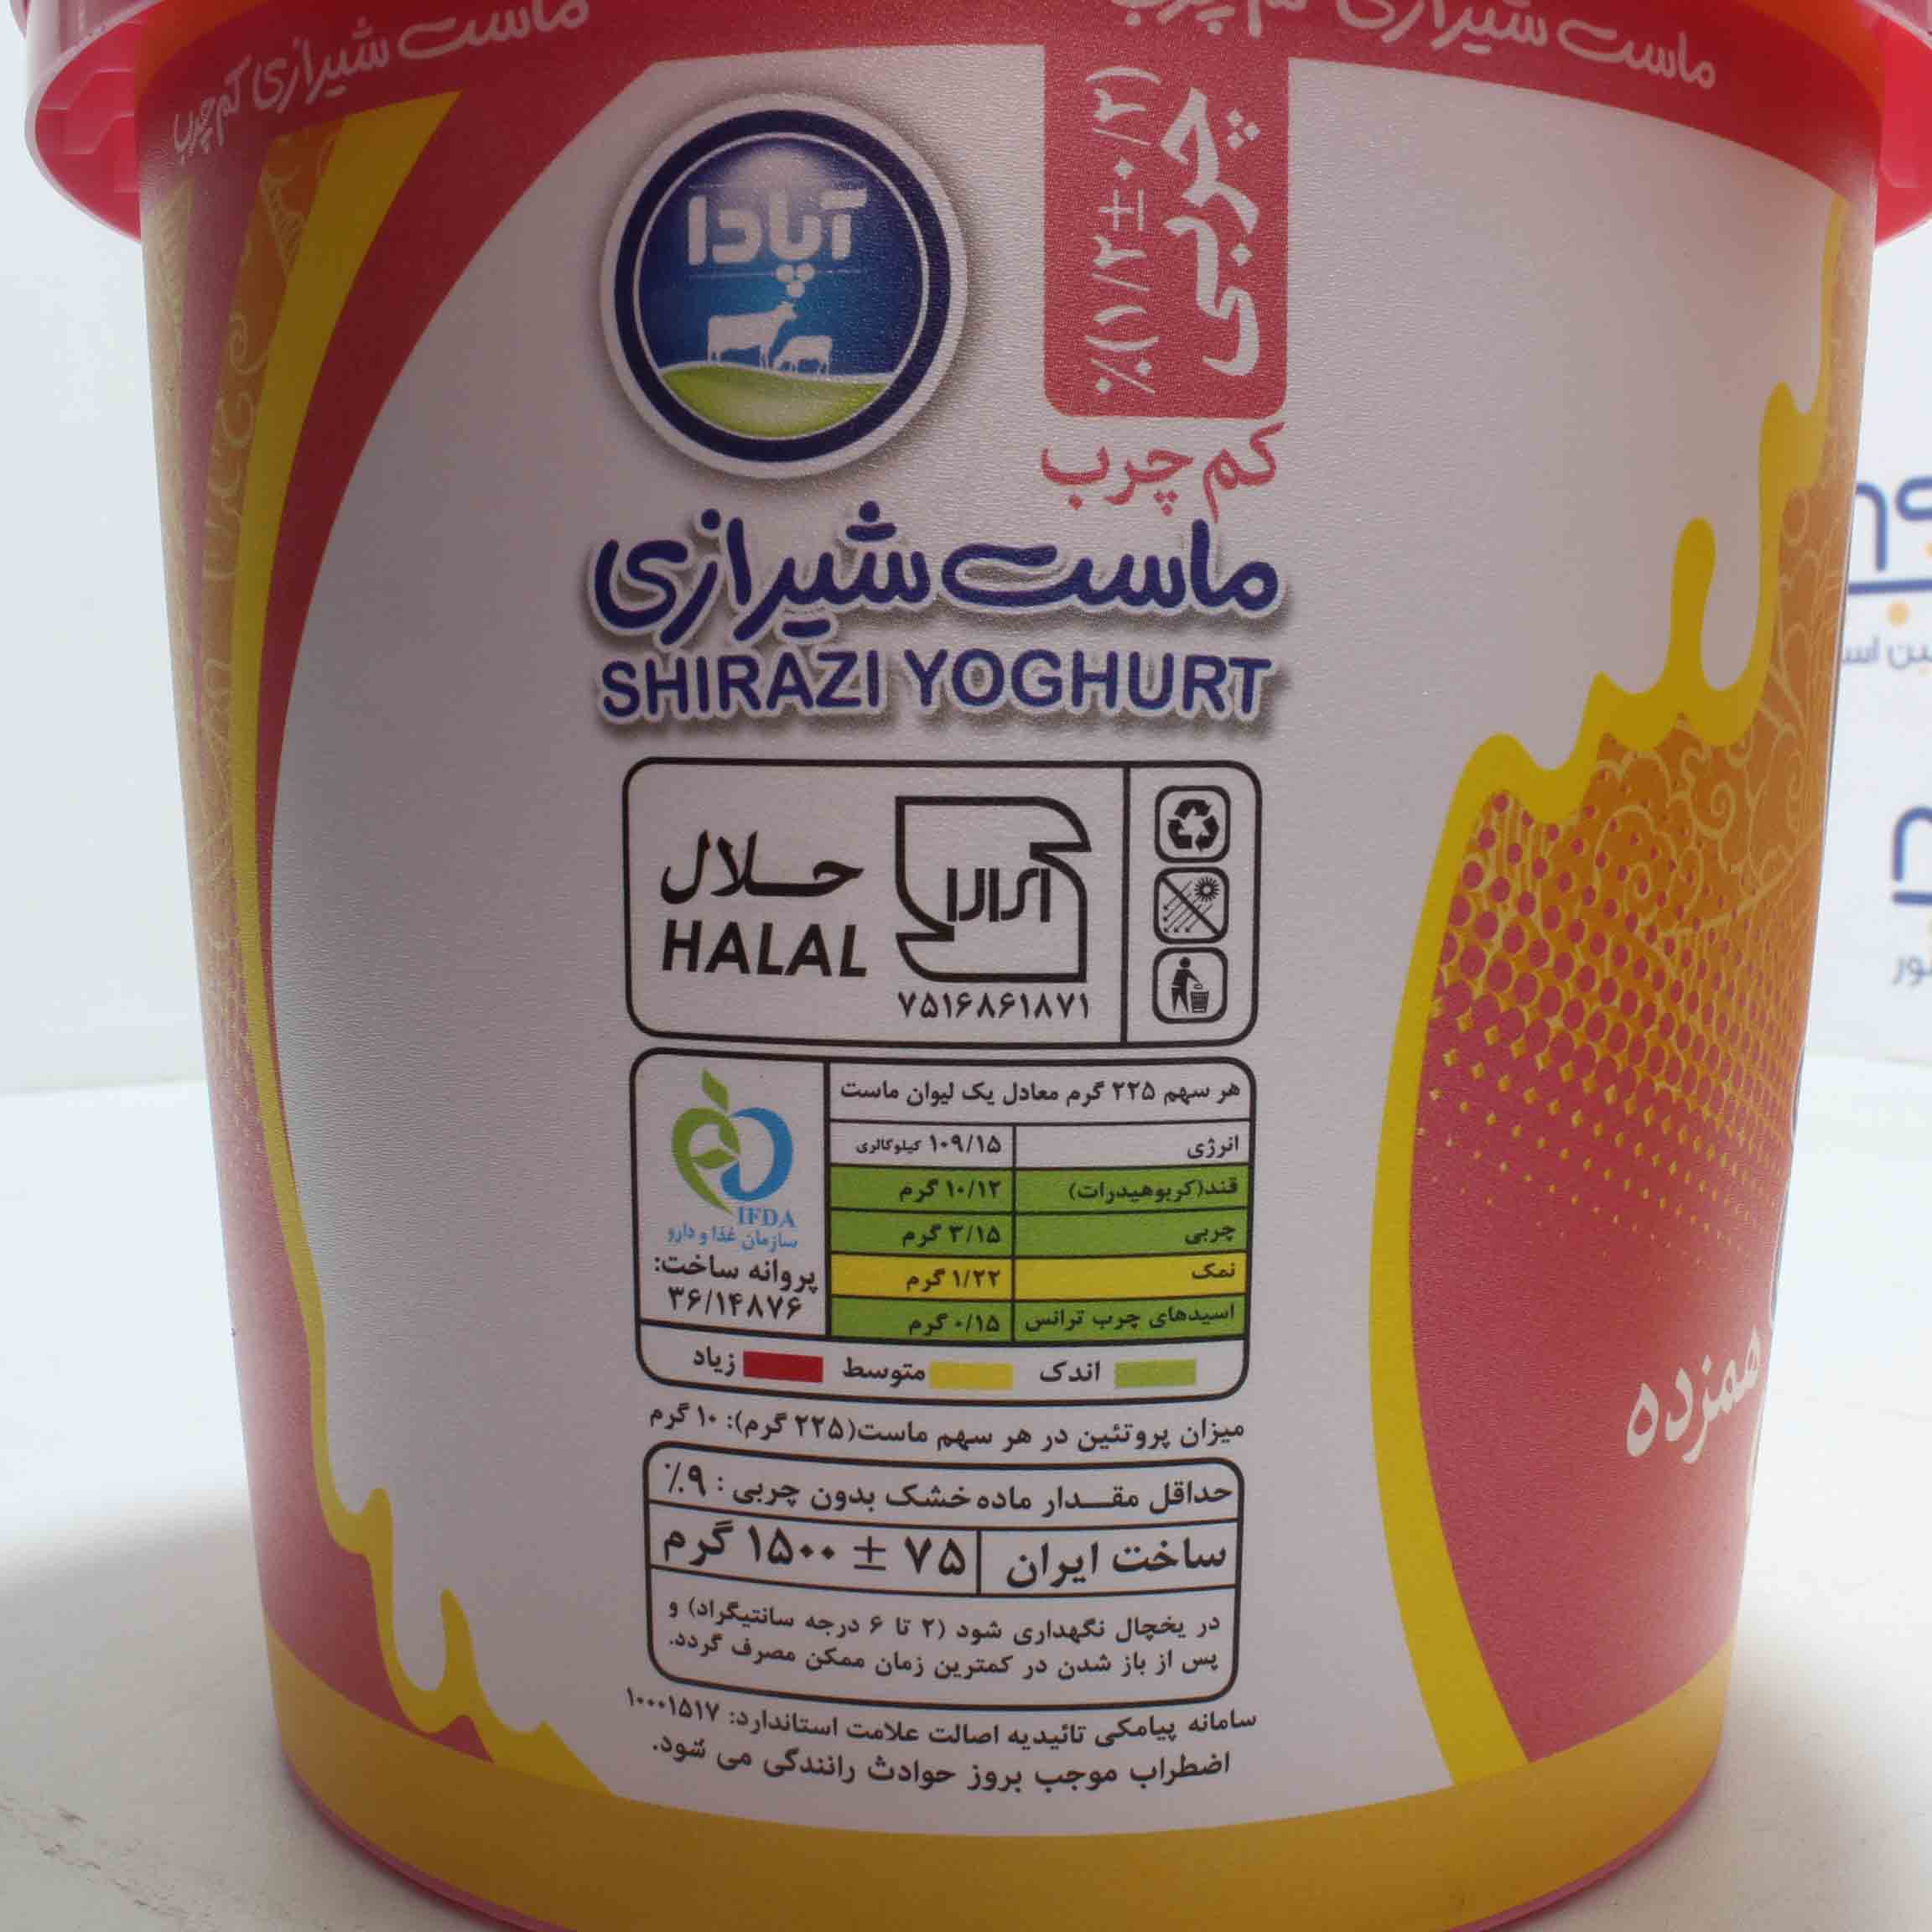 ماست شیرازی کم چرب
ماست شیرازی کم چرب
آپادا
چربی
٪(۱/۲±۰/۲)
کم چرب
ماست شیرازی
SHIRAZI YOGHURT
حلال
HALAL
۷۵۱۶۸۶۱۸۷۱
هر سهم ۲۲۵ گرم معادل یک لیوان ماست
انرژی ۱۰۹/۱۵ کیلوکالری
قند(کربوهیدرات) ۱۰/۱۲ گرم
چربی ۳/۱۵ گرم
نمک ۱/۲۲ گرم
اسیدهای چرب ترانس ۰/۱۵ گرم
IFDA
سازمان غذا و دارو
پروانه ساخت:
۳۶/۱۴۸۷۶
اندک متوسط زیاد
میزان پروتئین در هر سهم ماست(۲۲۵ گرم): ۱۰ گرم
حداقل مقدار ماده خشک بدون چربی : ۹٪
ساخت ایران ۷۵ ± ۱۵۰۰ گرم
در یخچال نگهداری شود (۲ تا ۶ درجه سانتیگراد) و
پس از باز شدن در کمترین زمان ممکن مصرف گردد.
سامانه پیامکی تائیدیه اصالت علامت استاندارد: ۱۰۰۰۱۵۱۷
اضطراب موجب بروز حوادث رانندگی می شود.
همزده